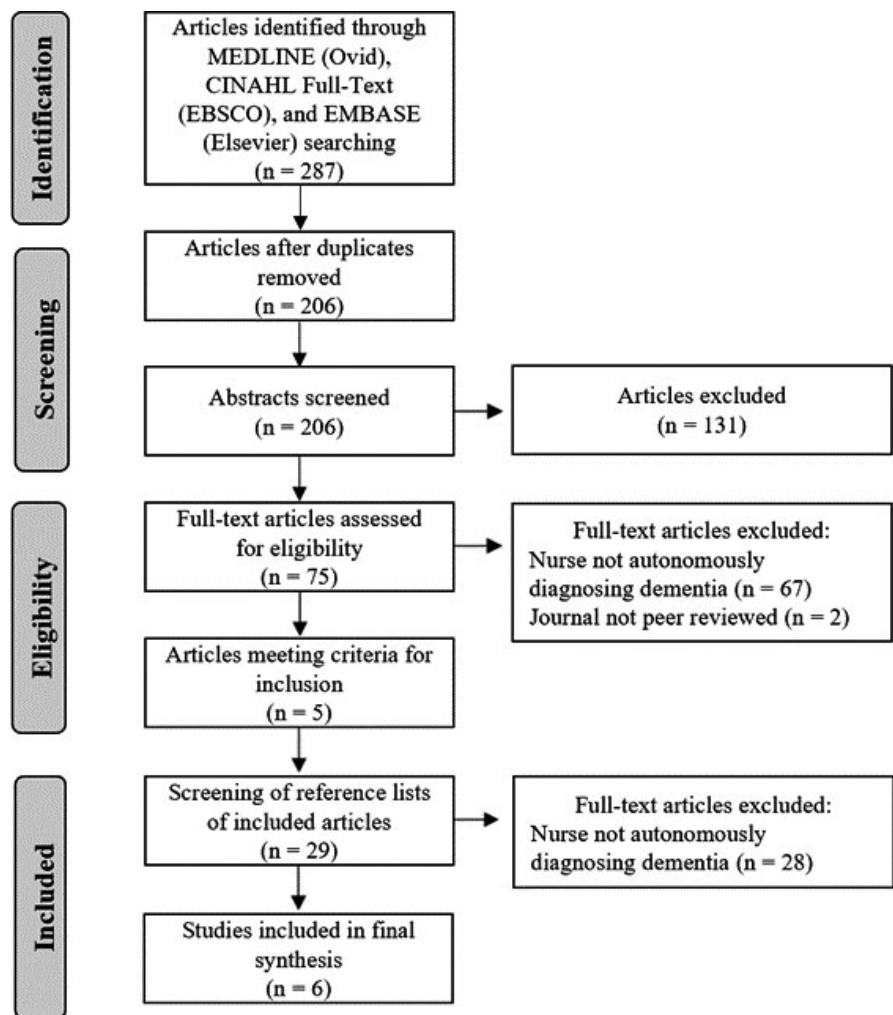 Identification
Articles identified through
MEDLINE (Ovid),
CINAHL Full-Text
(EBSCO), and EMBASE
(Elsevier) searching
(n = 287)
Screening
Articles after duplicates
removed
(n = 206)
Abstracts screened
(n = 206)
Articles excluded
(n = 131)
Eligibility
Full-text articles assessed
for eligibility
(n = 75)
Full-text articles excluded:
Nurse not autonomously
diagnosing dementia (n = 67)
Journal not peer reviewed (n = 2)
Articles meeting criteria for
inclusion
(n = 5)
Included
Screening of reference lists
of included articles
(n = 29)
Full-text articles excluded:
Nurse not autonomously
diagnosing dementia (n = 28)
Studies included in final
synthesis
(n = 6)